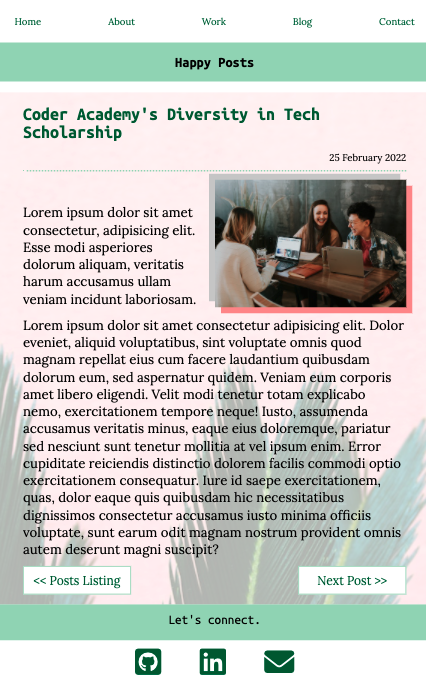 Home About Work Blog Contact
Happy Posts
Coder Academy's Diversity in Tech
Scholarship
25 February 2022
Lorem ipsum dolor sit amet
consectetur, adipisicing elit.
Esse modi asperiores
dolorum aliquam, veritatis
harum accusamus ullam
veniam incidunt laboriosam.
Lorem ipsum dolor sit amet consectetur adipisicing elit. Dolor
eveniet, aliquid voluptatibus, sint voluptate omnis quod
magnam repellat eius cum facere laudantium quibusdam
dolorum eum, sed aspernatur quidem. Veniam eum corporis
amet libero eligendi. Velit modi tenetur totam explicabo
nemo, exercitationem tempore neque! Iusto, assumenda
accusamus veritatis minus, eaque eius doloremque, pariatur
sed nesciunt sunt tenetur mollitia at vel ipsum enim. Error
cupiditate reiciendis distinctio dolorem facilis commodi optio
exercitationem consequatur. Iure id saepe exercitationem,
quas, dolor eaque quis quibusdam hic necessitatibus
dignissimos consectetur accusamus iusto minima officiis
voluptate, sunt earum odit magnam nostrum provident omnis
autem deserunt magni suscipit?
<< Posts Listing Next Post >>
Let's connect.